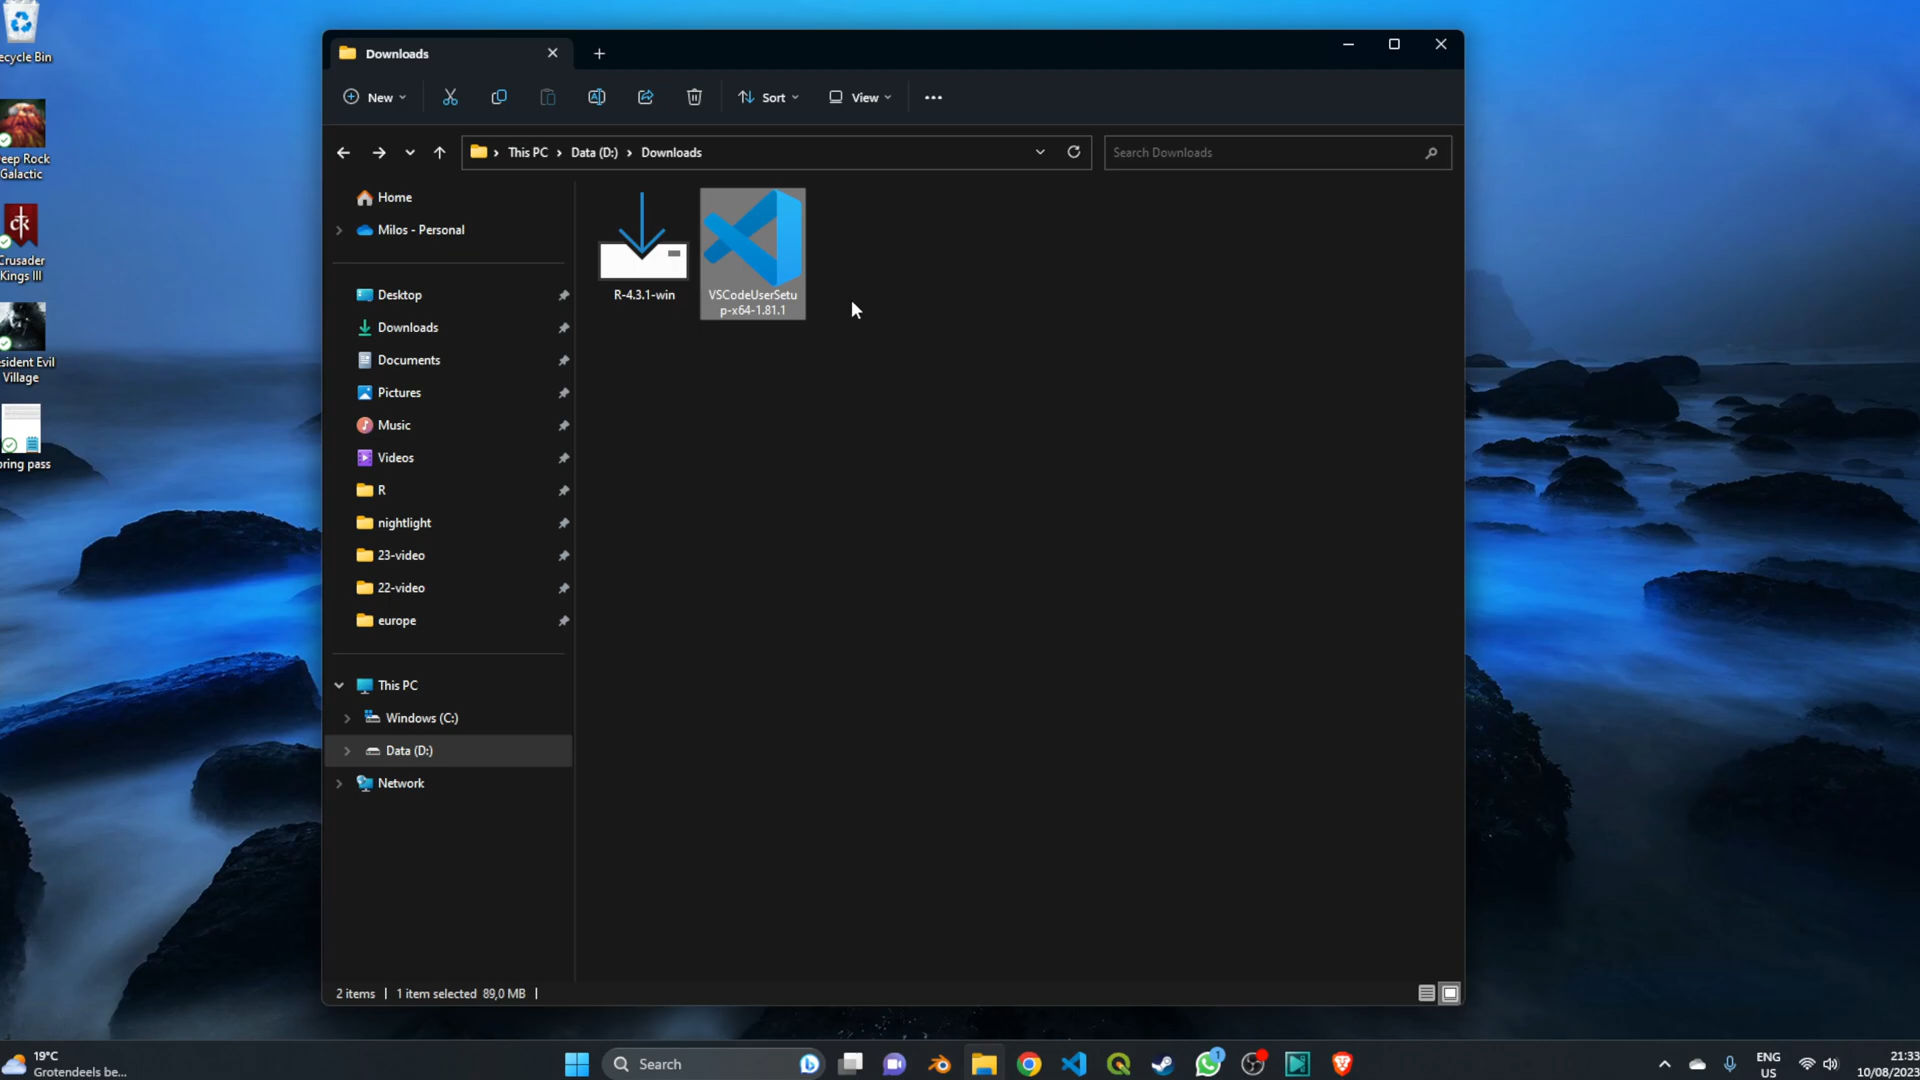 ecycle Bin
eep Rock
Galactic
Crusader
Kings III
sident Evil
Village
oring pass
Downloads
New
Sort
View
This PC
Data (D:)
Downloads
Search Downloads
Home
Milos - Personal
Desktop
Downloads
Documents
Pictures
Music
Videos
R
nightlight
23-video
22-video
europe
This PC
Windows (C:)
Data (D:)
Network
R-4.3.1-win
VSCodeUserSetu
p-x64-1.81.1
2 items
1 item selected 89,0 MB
19°C
Grotendeels be...
Search
1
ENG
US
21:33
10/08/2023